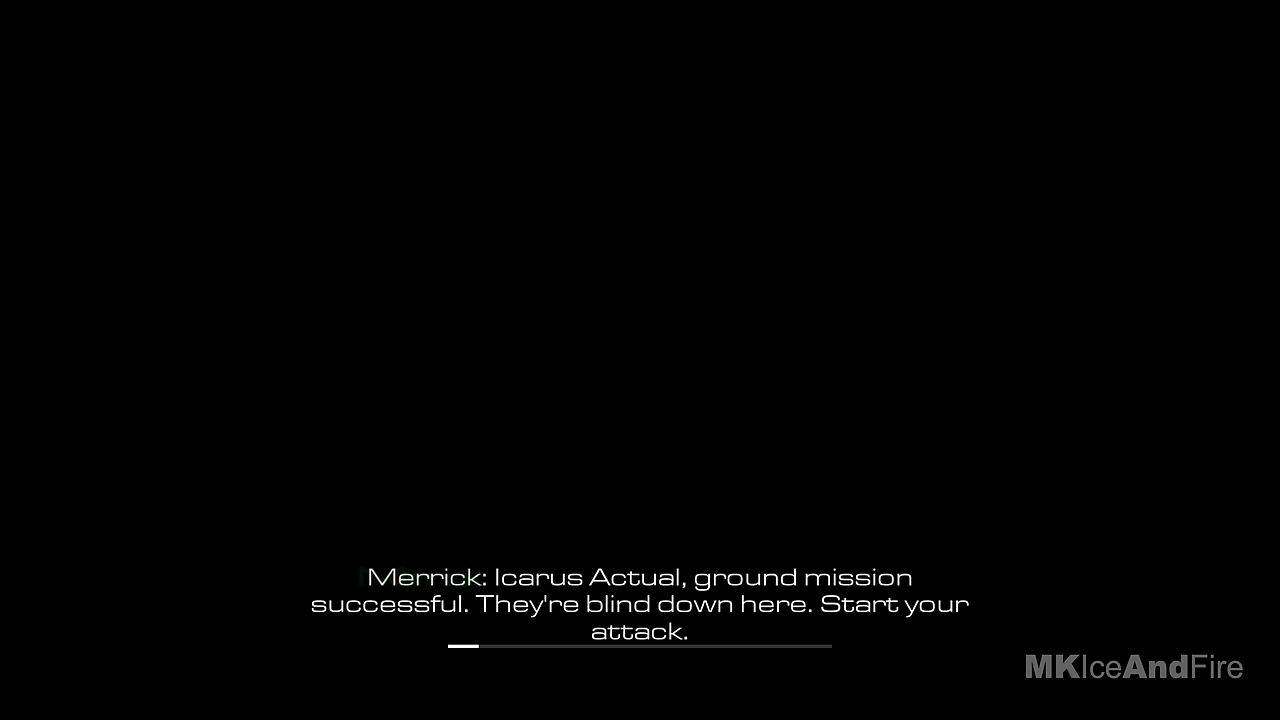 Merrick: Icarus Actual, ground mission
successful. They're blind down here. Start your
attack.
MKIceAndFire